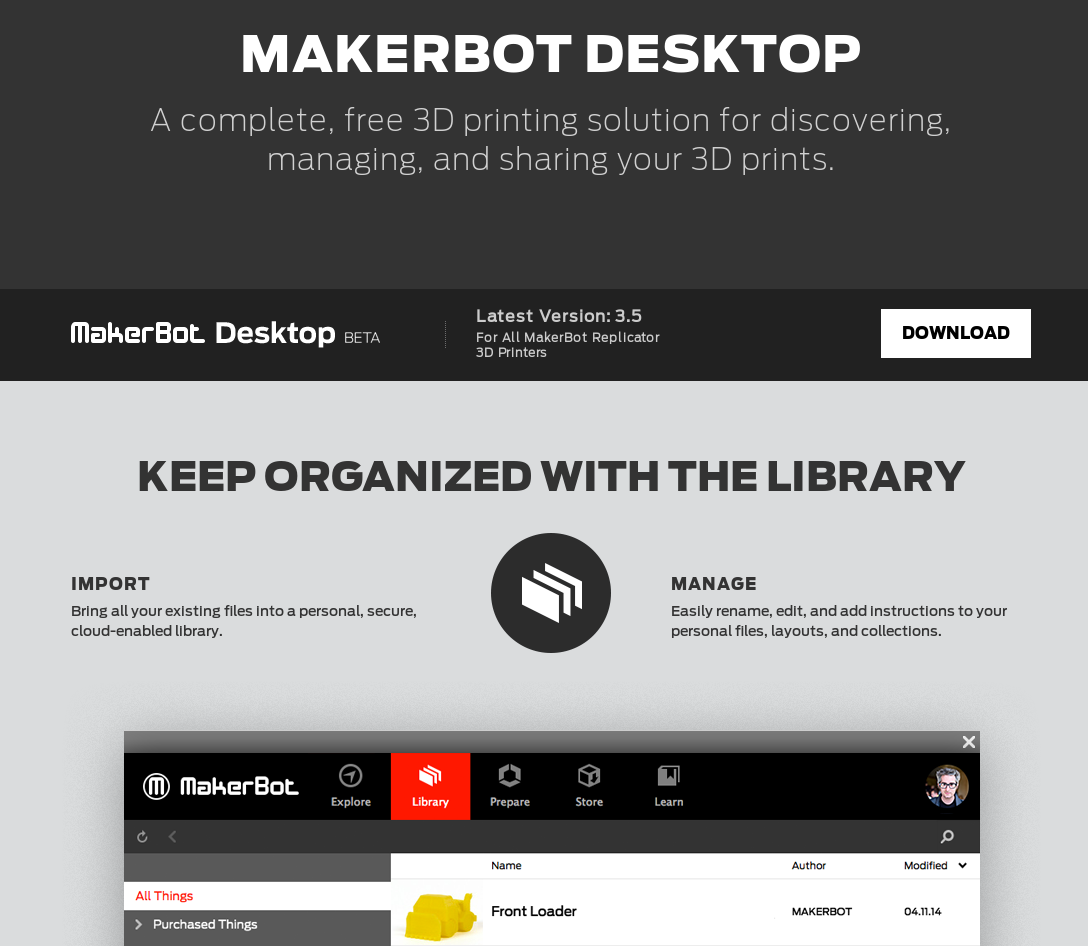 MAKERBOT DESKTOP
A complete, free 3D printing solution for discovering,
managing, and sharing your 3D prints.
MakerBot Desktop BETA
Latest Version: 3.5
For All MakerBot Replicator
3D Printers
DOWNLOAD
KEEP ORGANIZED WITH THE LIBRARY
IMPORT
Bring all your existing files into a personal, secure,
cloud-enabled library.
MANAGE
Easily rename, edit, and add instructions to your
personal files, layouts, and collections.
M MakerBot
Explore
Library
Prepare
Store
Learn
Name
Author
Modified
All Things
Purchased Things
Front Loader
MAKERBOT
04.11.14